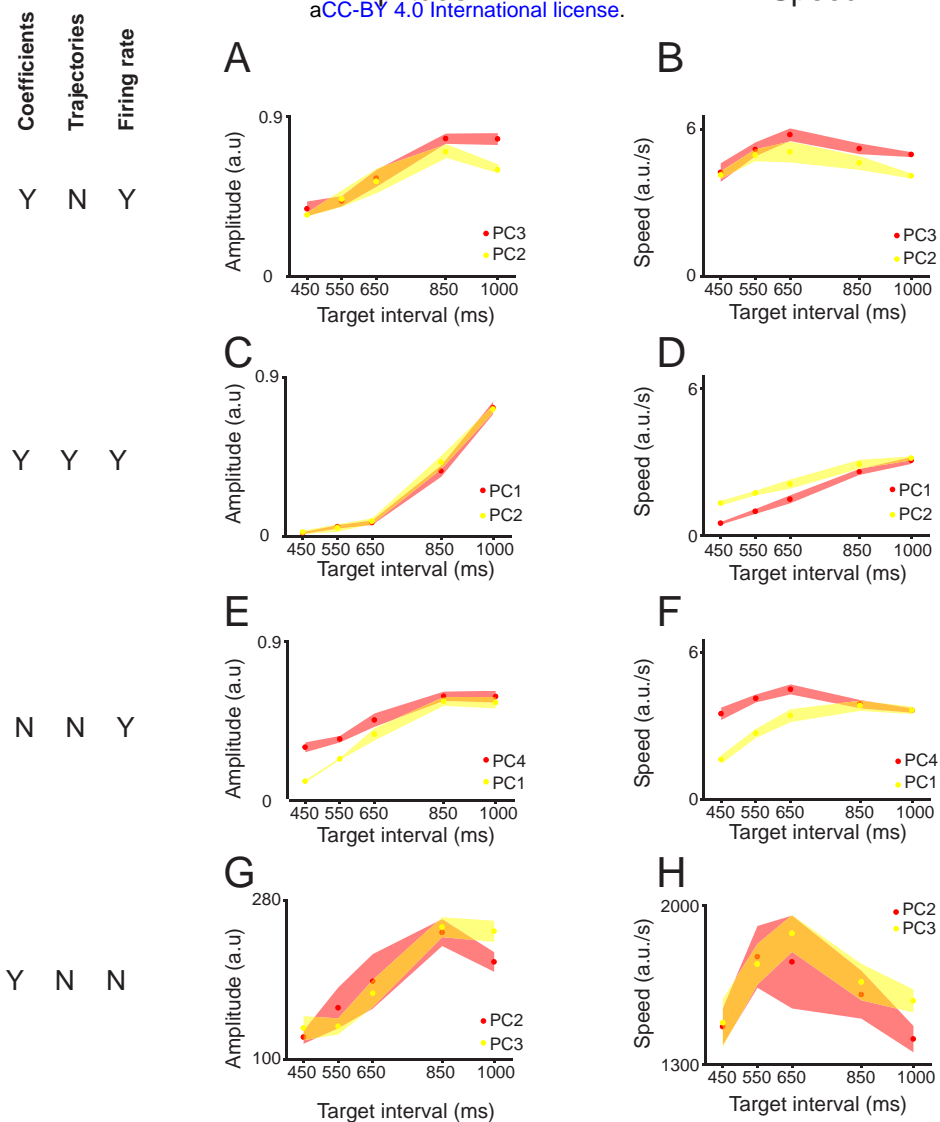 aCC-BY 4.0 International license.
Coefficients
Trajectories
Firing rate
A
B
Y N Y
0.9
Amplitude (a.u)
0
450 550 650 850 1000
Target interval (ms)
PC3
PC2
6
Speed (a.u./s)
0
450 550 650 850 1000
Target interval (ms)
PC3
PC2
C
D
Y Y Y
0.9
Amplitude (a.u)
0
450 550 650 850 1000
Target interval (ms)
PC1
PC2
6
Speed (a.u./s)
0
450 550 650 850 1000
Target interval (ms)
PC1
PC2
E
F
N N Y
0.9
Amplitude (a.u)
0
450 550 650 850 1000
Target interval (ms)
PC4
PC1
6
Speed (a.u./s)
0
450 550 650 850 1000
Target interval (ms)
PC4
PC1
G
H
Y N N
280
Amplitude (a.u)
100
450 550 650 850 1000
Target interval (ms)
PC2
PC3
2000
Speed (a.u./s)
1300
450 550 650 850 1000
Target interval (ms)
PC2
PC3